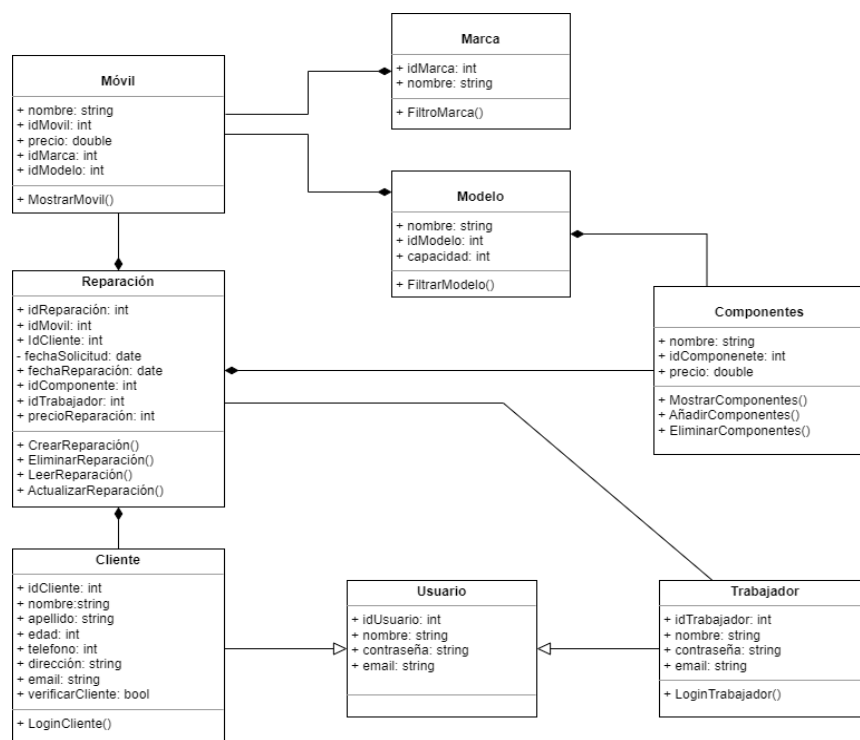 Marca
+ idMarca: int
+ nombre: string
+ FiltroMarca()
Móvil
+ nombre: string
+ idMovil: int
+ precio: double
+ idMarca: int
+ idModelo: int
+ MostrarMovil()
Modelo
+ nombre: string
+ idModelo: int
+ capacidad: int
+ FiltrarModelo()
Reparación
+ idReparación: int
+ idMovil: int
+ IdCliente: int
- fechaSolicitud: date
+ fechaReparación: date
+ idComponente: int
+ idTrabajador: int
+ precioReparación: int
+ CrearReparación()
+ EliminarReparación()
+ LeerReparación()
+ ActualizarReparación()
Componentes
+ nombre: string
+ idComponenete: int
+ precio: double
+ MostrarComponentes()
+ AñadirComponentes()
+ EliminarComponentes()
Cliente
+ idCliente: int
+ nombre:string
+ apellido: string
+ edad: int
+ telefono: int
+ dirección: string
+ email: string
+ verificarCliente: bool
+ LoginCliente()
Usuario
+ idUsuario: int
+ nombre: string
+ contraseña: string
+ email: string
Trabajador
+ idTrabajador: int
+ nombre: string
+ contraseña: string
+ email: string
+ LoginTrabajador()